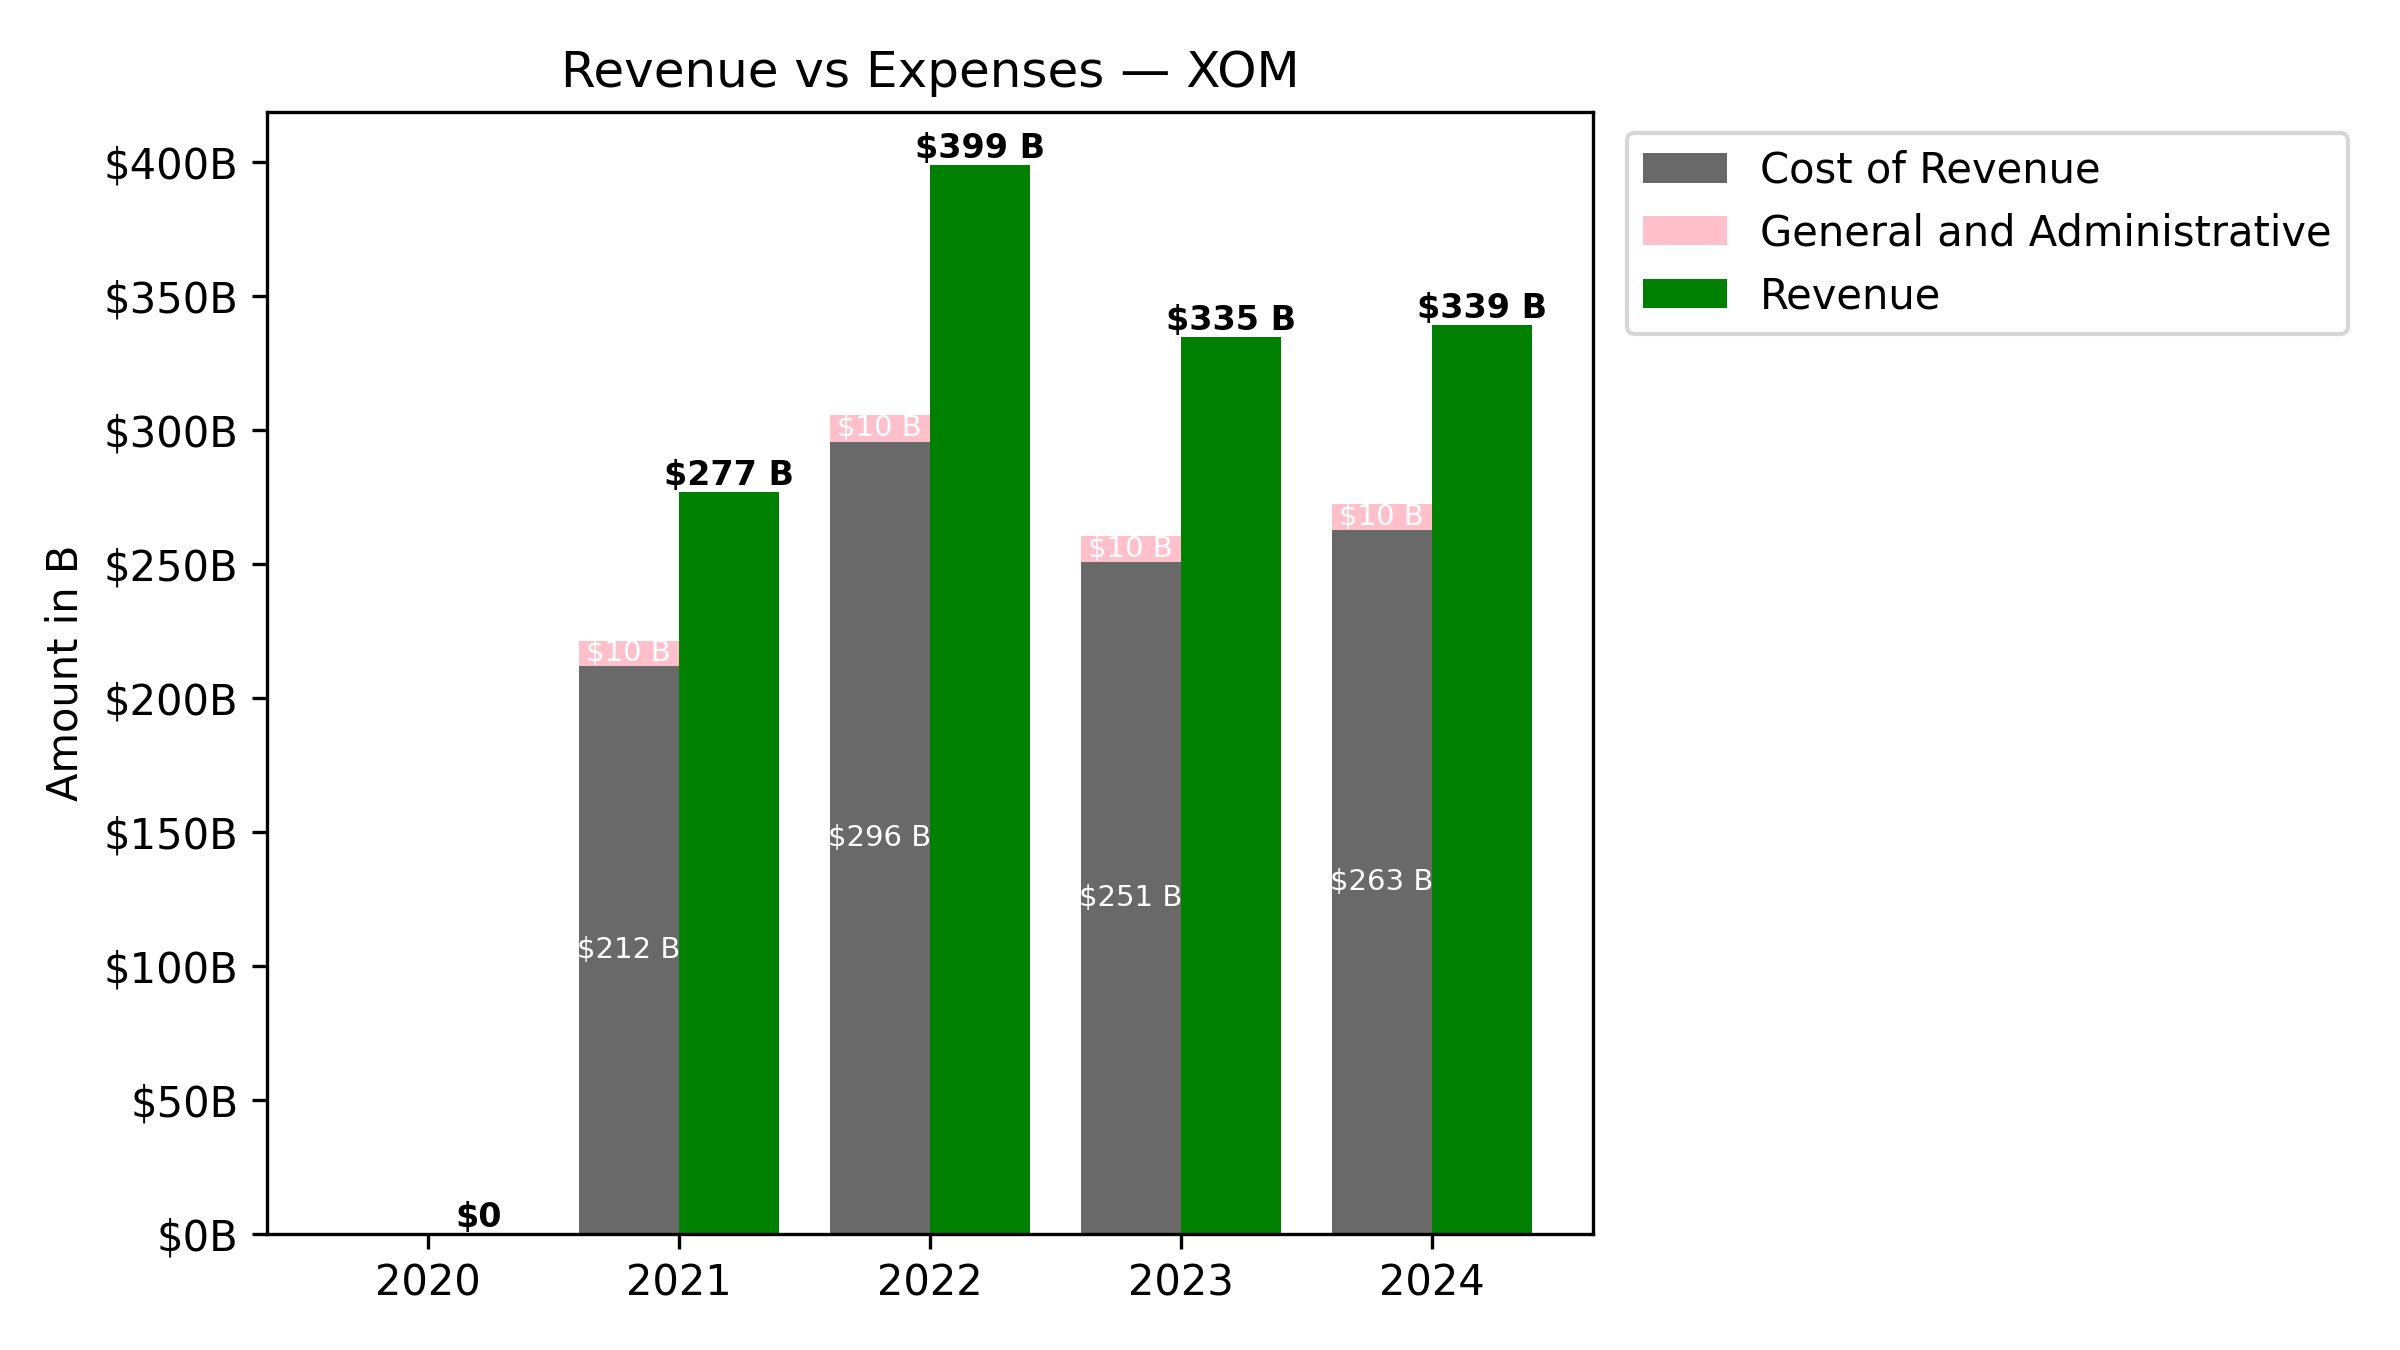 Revenue vs Expenses — XOM
Cost of Revenue
General and Administrative
Revenue
Amount in B
$400B
$350B
$300B
$250B
$200B
$150B
$100B
$50B
$0B
$0
$10 B
$212 B
$277 B
$10 B
$296 B
$399 B
$10 B
$251 B
$335 B
$10 B
$263 B
$339 B
2020
2021
2022
2023
2024